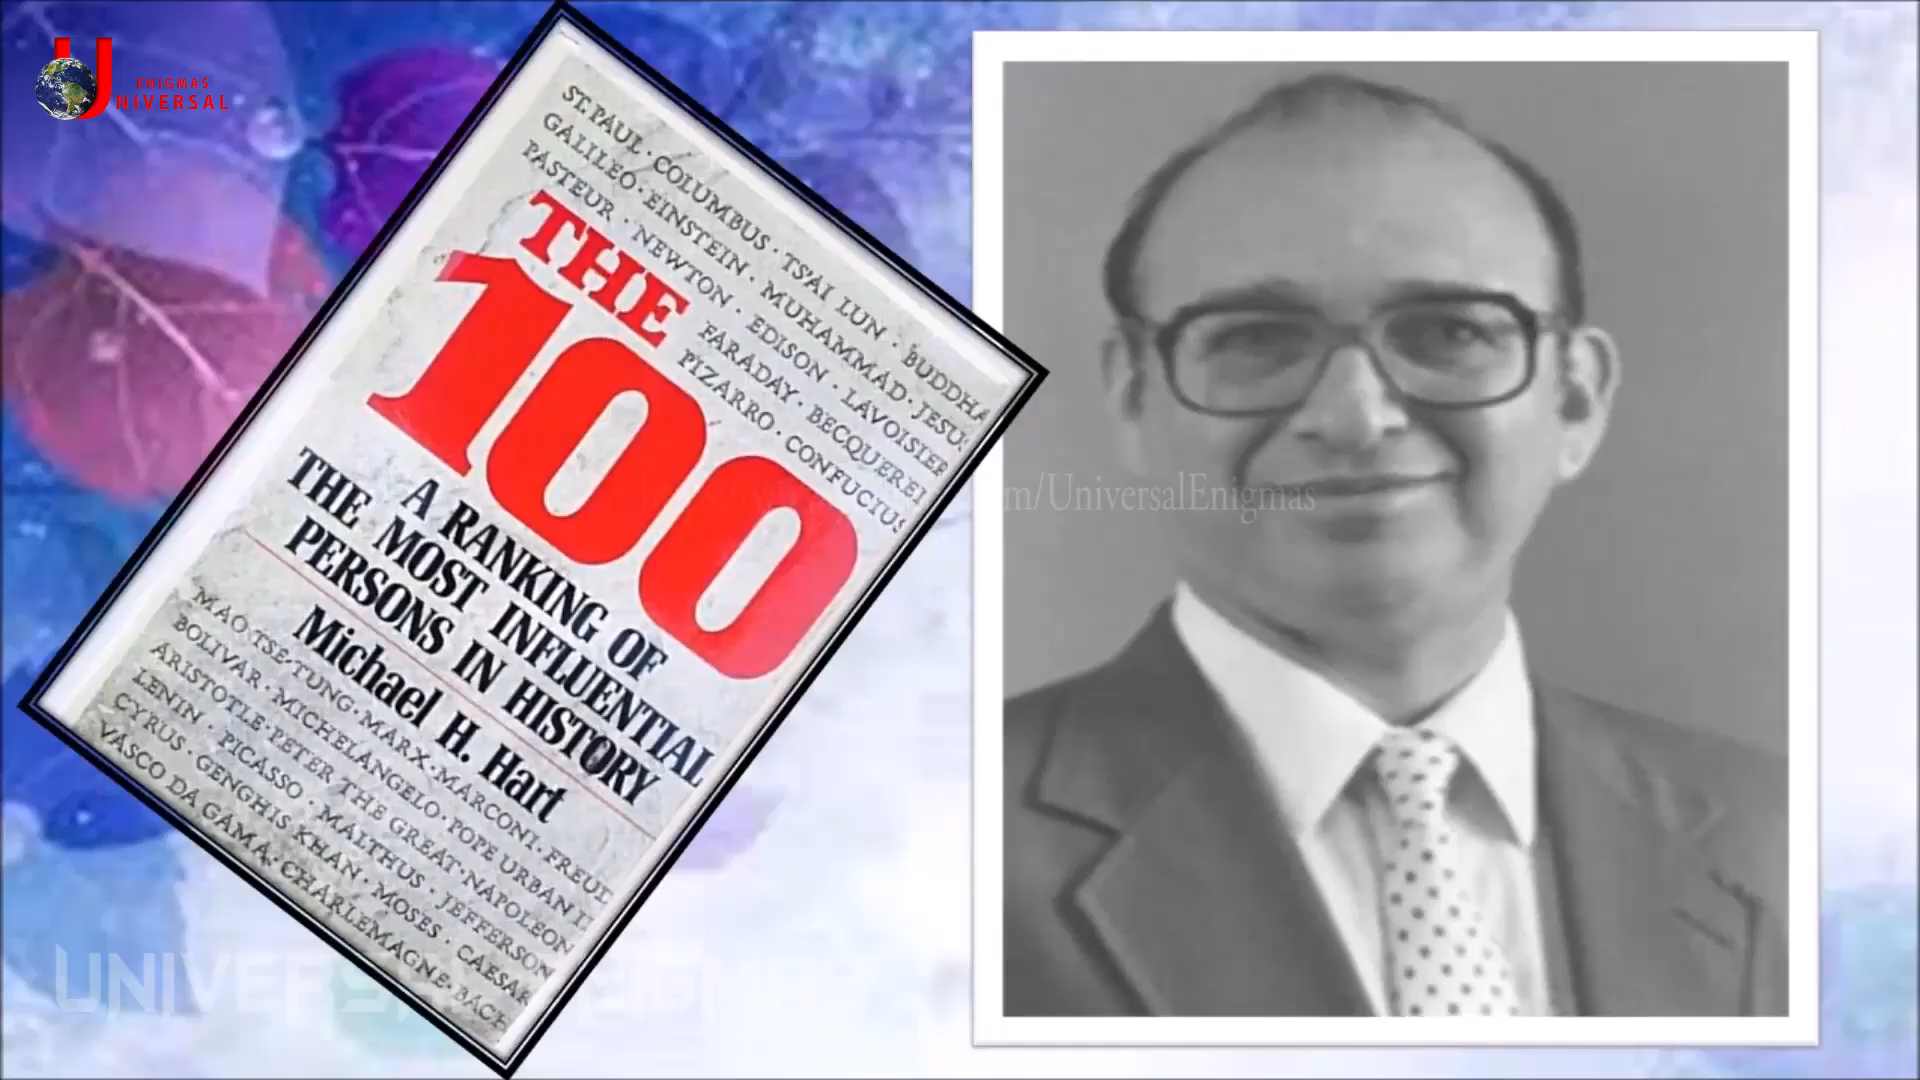 ENIGMAS
UNIVERSAL
ST. PAUL · COLUMBUS · TS'AI LUN · BUDDHA
GALILEO · EINSTEIN · MUHAMMAD · JESU
PASTEUR · NEWTON · EDISON · LAVOISIER
THE
FARADAY · BECQUEREL
PIZARRO · CONFUCIUS
100
A RANKING OF
THE MOST INFLUENTIAL
PERSONS IN HISTORY
Michael H. Hart
MAO TSE-TUNG · MARX · MARCONI · FREUD
BOLIVAR · MICHELANGELO · POPE URBAN II
ARISTOTLE · PETER THE GREAT · NAPOLEON
LENIN · PICASSO · MALTHUS · JEFFERSON
CYRUS · GENGHIS KHAN · MOSES · CAESAR
VASCO DA GAMA · CHARLEMAGNE · BACH
m/UniversalEnigmas